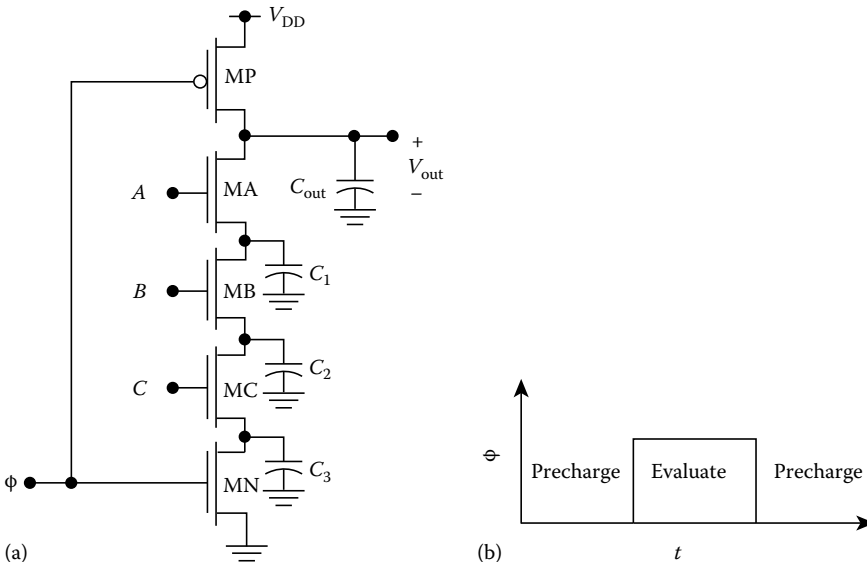 V_DD
MP
+
V_out
−
C_out
A
MA
C_1
B
MB
C_2
C
MC
C_3
ϕ
MN
(a)
ϕ
Precharge
Evaluate
Precharge
t
(b)